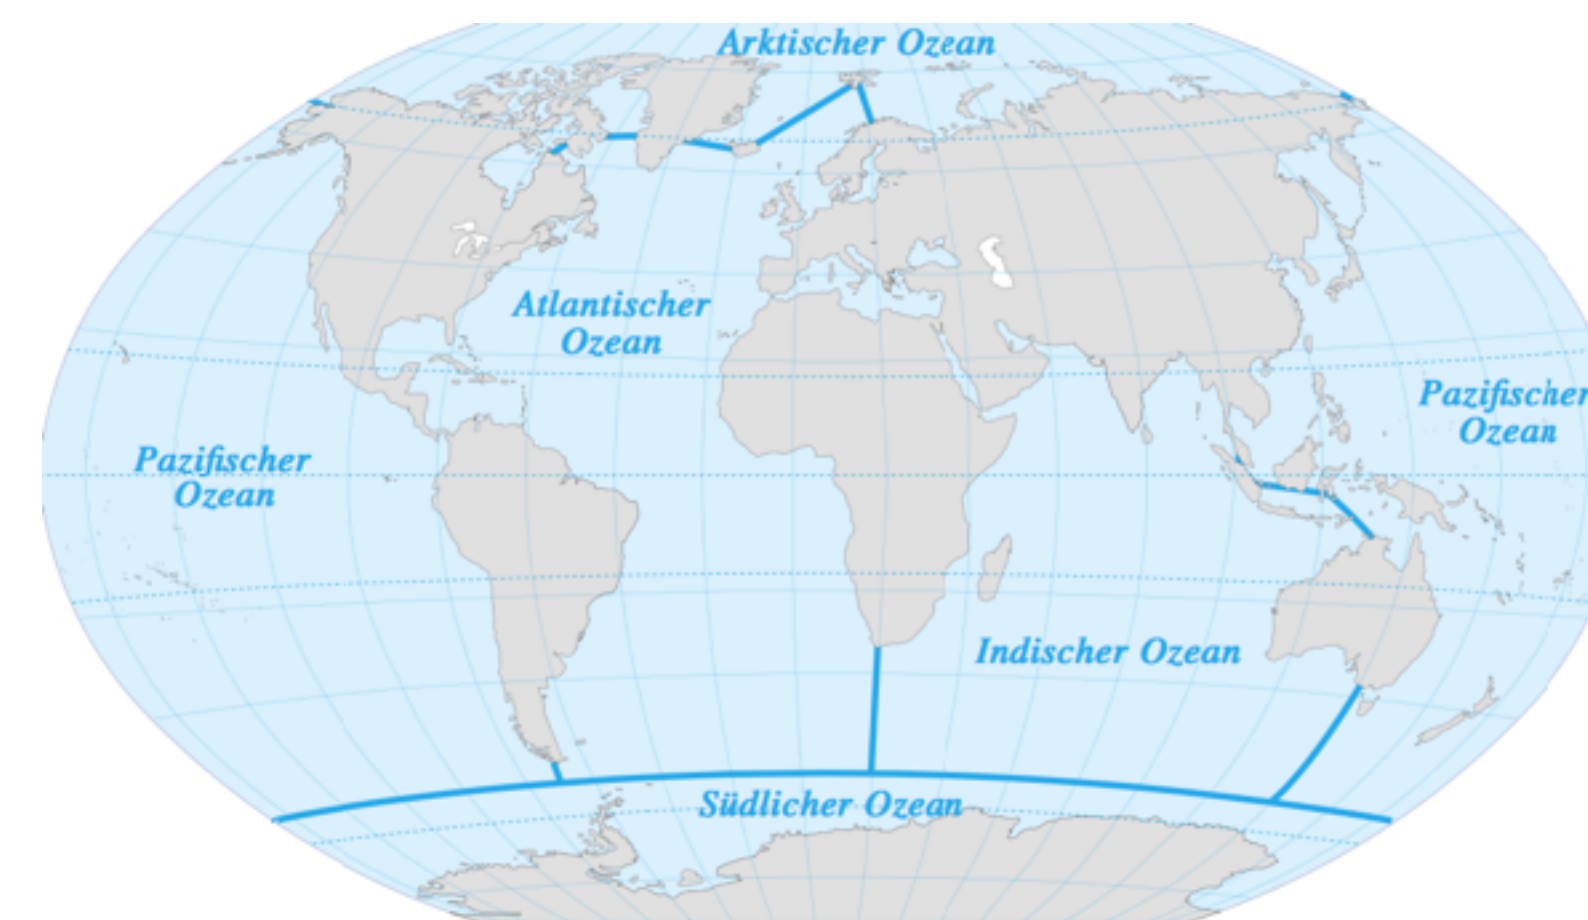 Arktischer Ozean
Atlantischer
Ozean
Pazifischer
Ozean
Pazifischer
Ozean
Indischer Ozean
Südlicher Ozean